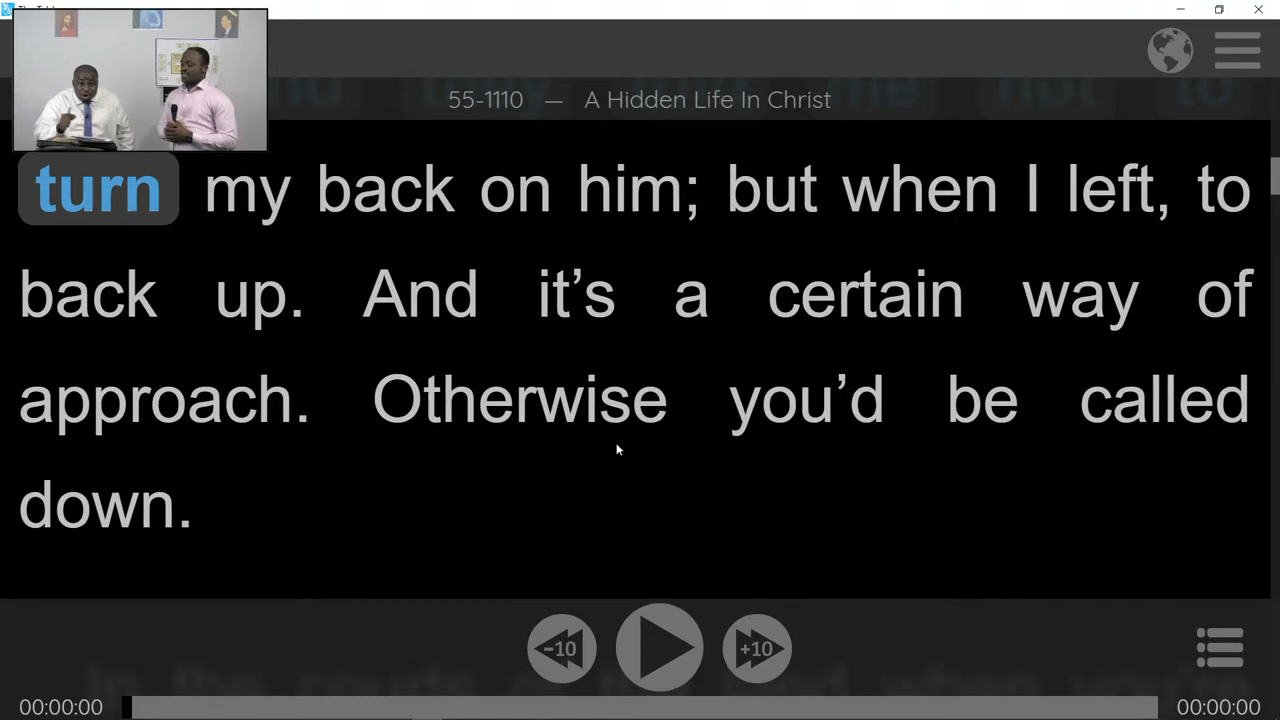 55-1110 — A Hidden Life In Christ
turn my back on him; but when I left, to
back up. And it’s a certain way of
approach. Otherwise you’d be called
down.
-10 +10
00:00:00 00:00:00